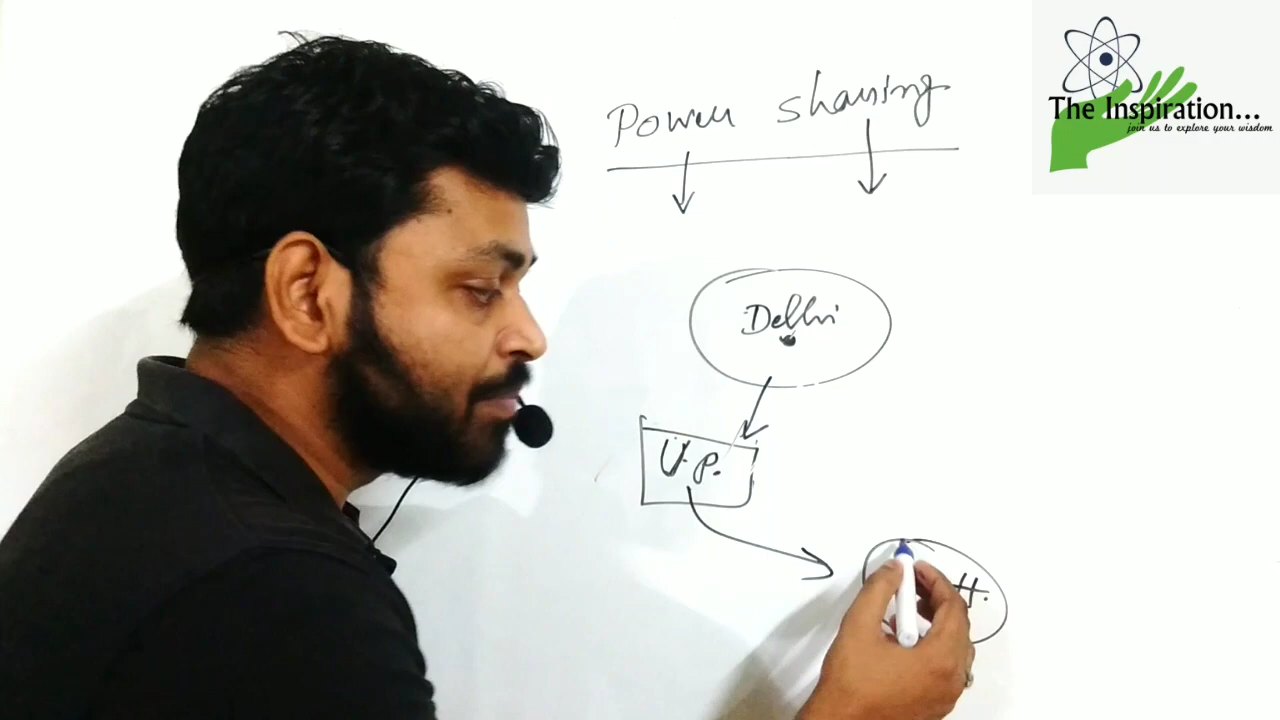 Power sharing
The Inspiration...
join us to explore your wisdom
Delhi
U.P.
H.